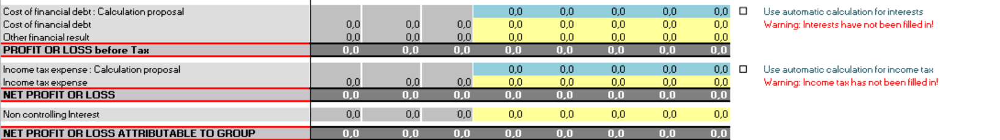 Cost of financial debt : Calculation proposal 0,0 0,0 0,0 0,0 0,0 Use automatic calculation for interests
Cost of financial debt 0,0 0,0 0,0 0,0 0,0 0,0 0,0 0,0 Warning: Interests have not been filled in!
Other financial result 0,0 0,0 0,0 0,0 0,0 0,0 0,0 0,0
PROFIT OR LOSS before Tax 0,0 0,0 0,0 0,0 0,0 0,0 0,0 0,0
Income tax expense : Calculation proposal 0,0 0,0 0,0 0,0 0,0 Use automatic calculation for income tax
Income tax expense 0,0 0,0 0,0 0,0 0,0 0,0 0,0 0,0 Warning: Income tax has not been filled in!
NET PROFIT OR LOSS 0,0 0,0 0,0 0,0 0,0 0,0 0,0 0,0
Non controlling Interest 0,0 0,0 0,0 0,0 0,0 0,0 0,0 0,0
NET PROFIT OR LOSS ATTRIBUTABLE TO GROUP 0,0 0,0 0,0 0,0 0,0 0,0 0,0 0,0